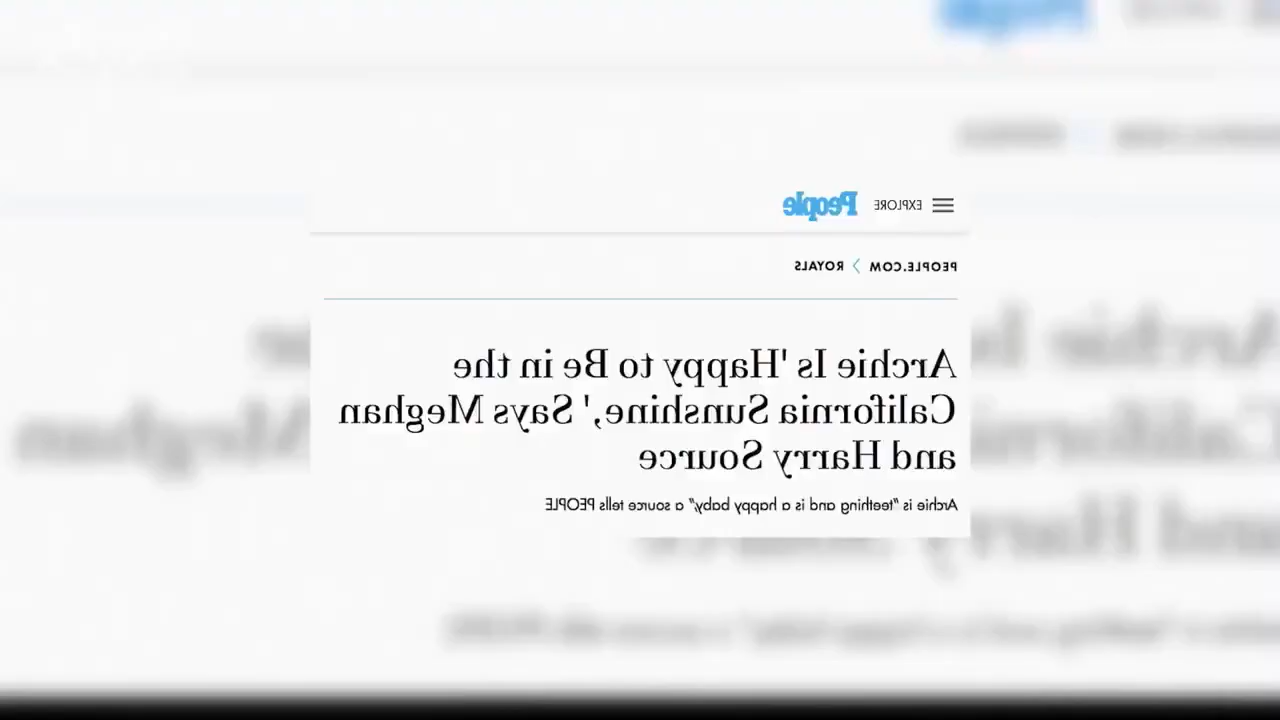 EXPLORE People
PEOPLE.COM > ROYALS
Archie Is 'Happy to Be in the
California Sunshine,' Says Meghan
and Harry Source
Archie is "teething and is a happy baby," a source tells PEOPLE